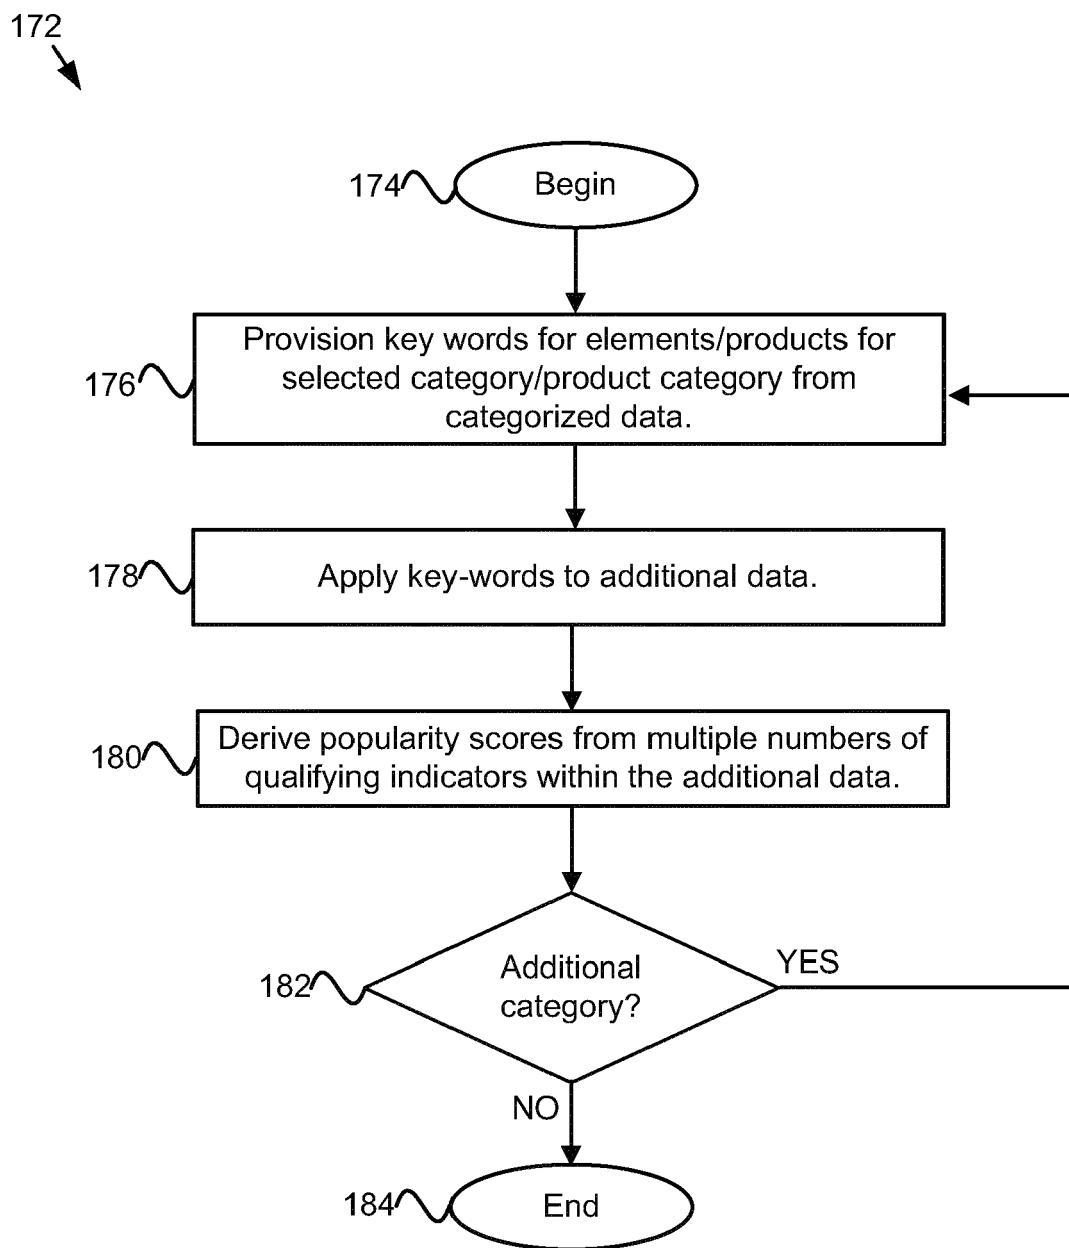 172
174
Begin
176
Provision key words for elements/products for
selected category/product category from
categorized data.
178
Apply key-words to additional data.
180
Derive popularity scores from multiple numbers of
qualifying indicators within the additional data.
182
Additional
category?
YES
NO
184
End